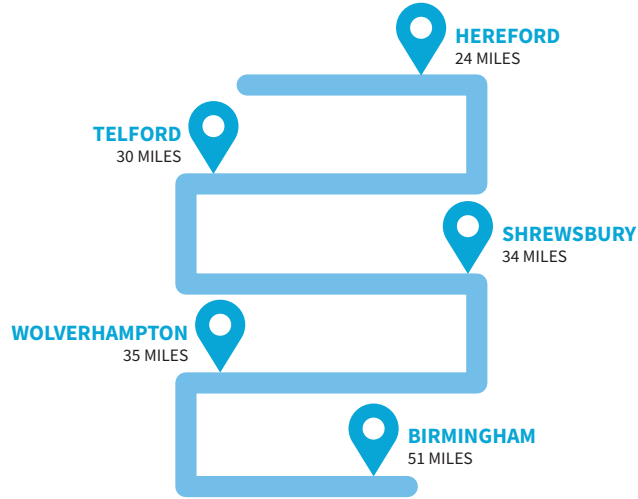 HEREFORD
24 MILES
TELFORD
30 MILES
SHREWSBURY
34 MILES
WOLVERHAMPTON
35 MILES
BIRMINGHAM
51 MILES